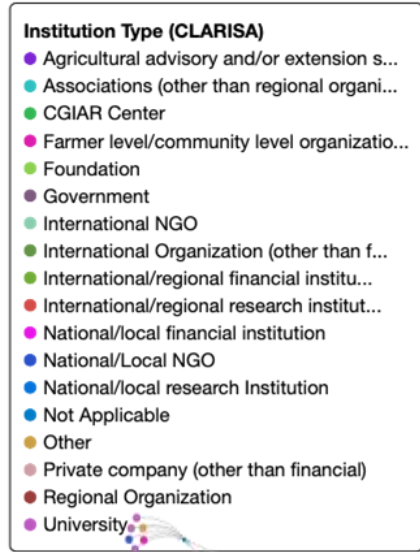 Institution Type (CLARISA)
Agricultural advisory and/or extension s...
Associations (other than regional organi...
CGIAR Center
Farmer level/community level organizatio...
Foundation
Government
International NGO
International Organization (other than f...
International/regional financial institu...
International/regional research institut...
National/local financial institution
National/Local NGO
National/local research Institution
Not Applicable
Other
Private company (other than financial)
Regional Organization
University